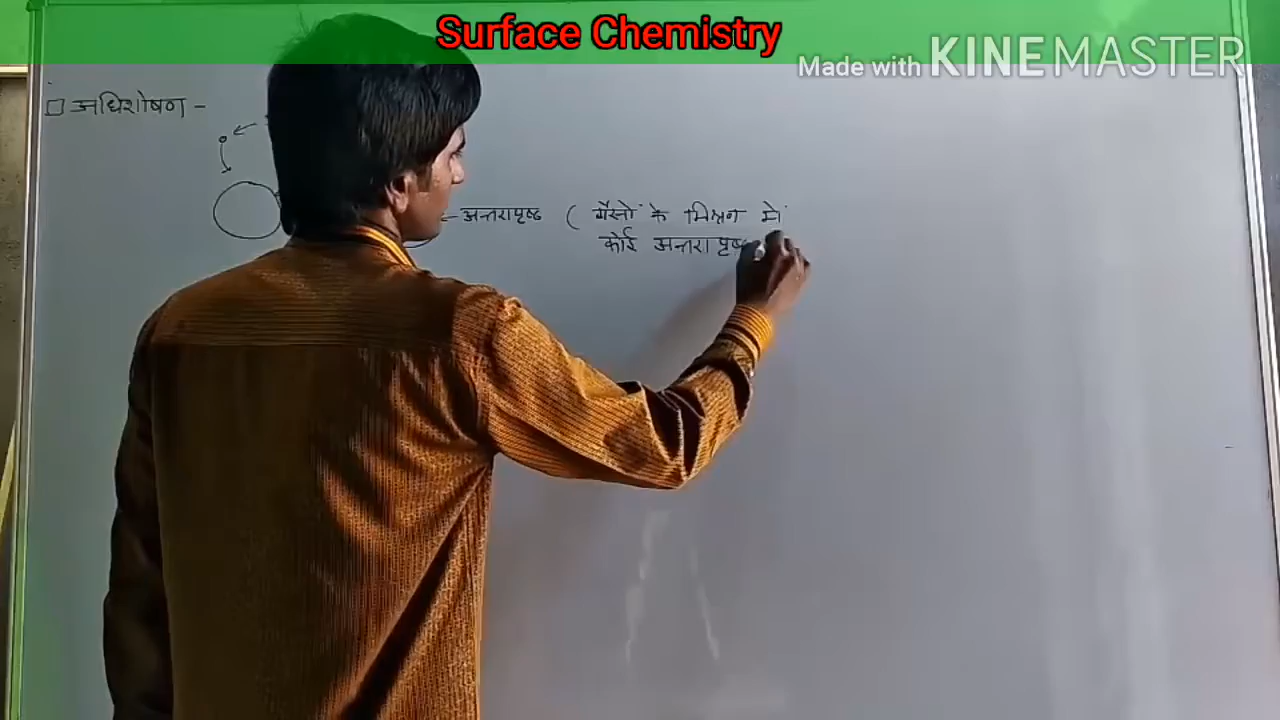 Surface Chemistry
Made with KINEMASTER
□ अधिशोषण -
अन्तरापृष्ठ ( गैसों के मिश्रण में
कोई अन्तरापृष्ठ